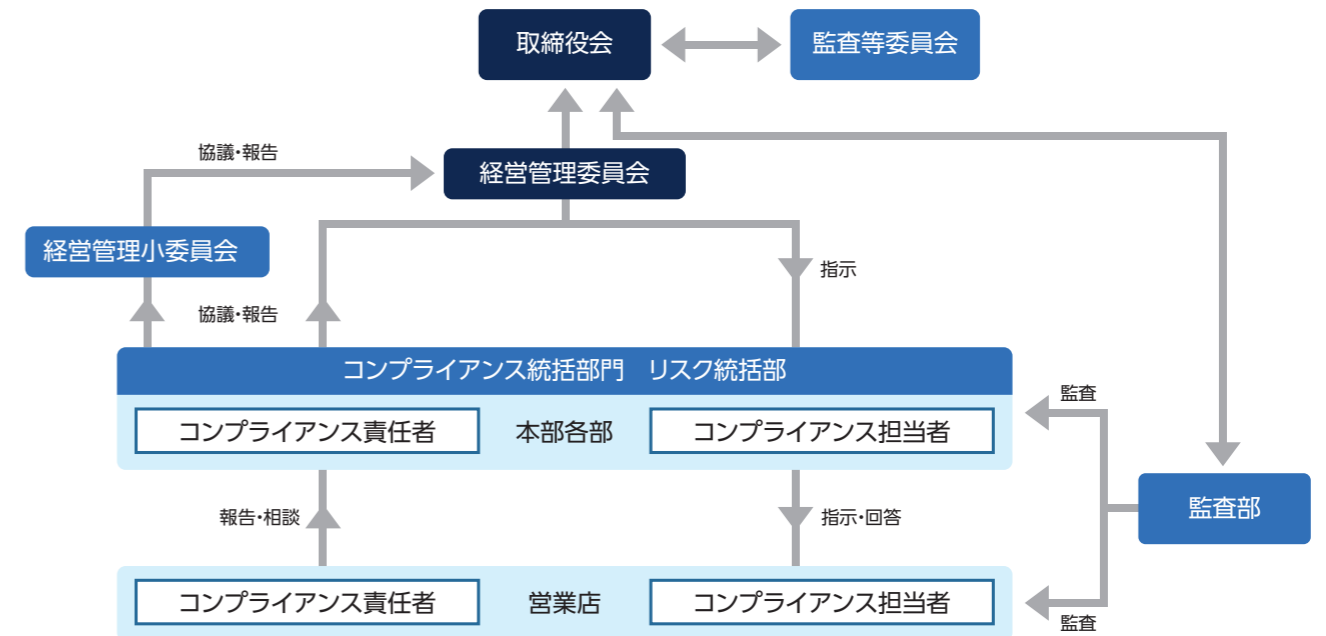 取締役会
監査等委員会
協議・報告
経営管理委員会
経営管理小委員会
指示
協議・報告
コンプライアンス統括部門　リスク統括部
監査
コンプライアンス責任者
本部各部
コンプライアンス担当者
監査部
報告・相談
指示・回答
コンプライアンス責任者
営業店
コンプライアンス担当者
監査